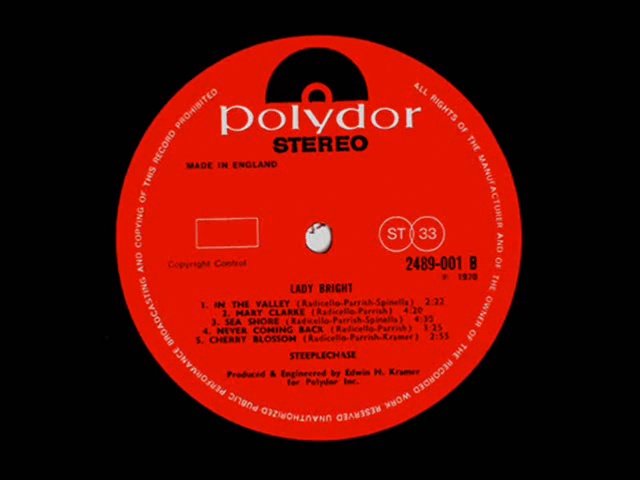 polydor
STEREO
MADE IN ENGLAND
ST 33
Copyright Control
2489-001 B
℗ 1970
LADY BRIGHT
1. IN THE VALLEY (Radicello-Parrish-Spinella) 2:22
2. MARY CLARKE (Radicello-Parrish) 4:20
3. SEA SHORE (Radicello-Parrish-Spinella) 4:35
4. NEVER COMING BACK (Radicello-Parrish) 3:25
5. CHERRY BLOSSOM (Radicello-Parrish-Kramer) 2:55
STEEPLECHASE
Produced & Engineered by Edwin H. Kramer
for Polydor Inc.
ALL RIGHTS OF THE MANUFACTURER AND OF THE OWNER OF THE RECORDED WORK RESERVED UNAUTHORIZED PUBLIC PERFORMANCE BROADCASTING AND COPYING OF THIS RECORD PROHIBITED